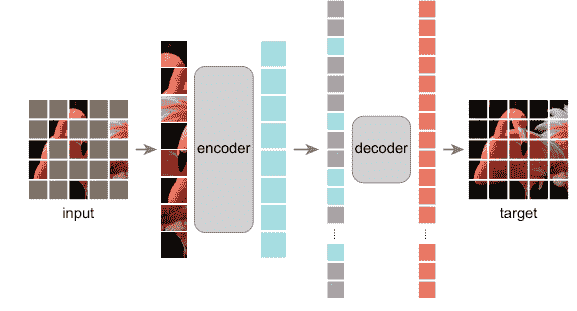 input
encoder
decoder
target